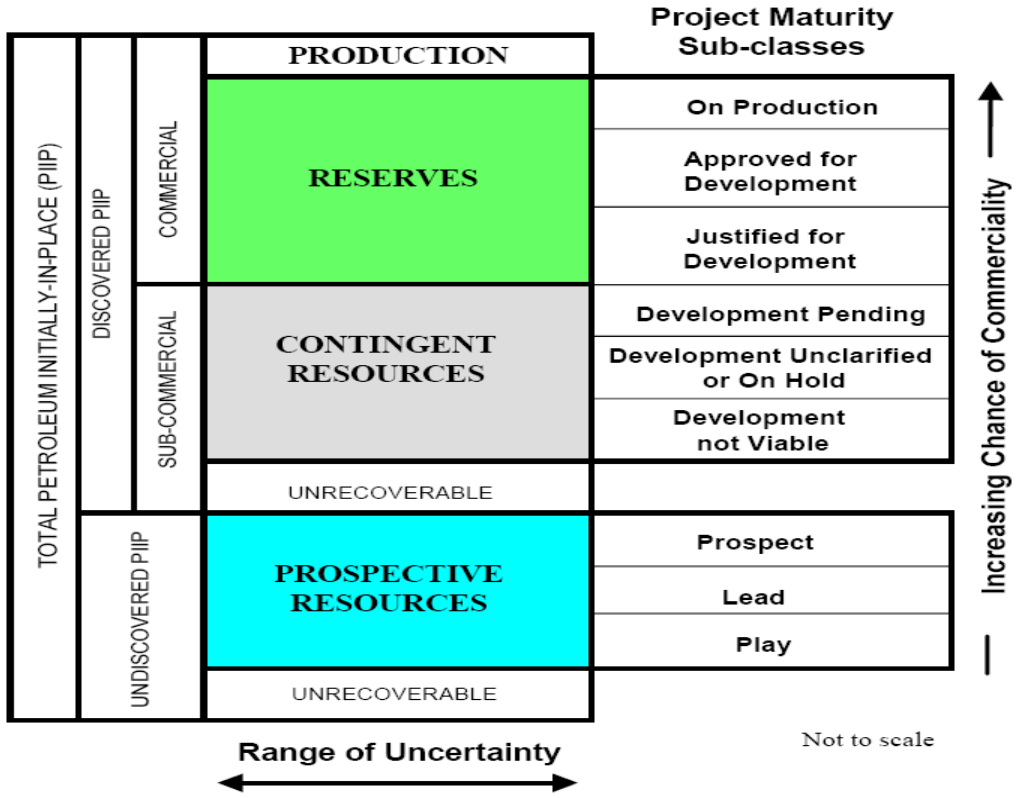 Project Maturity
Sub-classes
PRODUCTION
On Production
RESERVES
Approved for
Development
Justified for
Development
CONTINGENT
RESOURCES
Development Pending
Development Unclarified
or On Hold
Development
not Viable
UNRECOVERABLE
PROSPECTIVE
RESOURCES
Prospect
Lead
Play
UNRECOVERABLE
TOTAL PETROLEUM INITIALLY-IN-PLACE (PIIP)
DISCOVERED PIIP
COMMERCIAL
SUB-COMMERCIAL
UNDISCOVERED PIIP
Increasing Chance of Commerciality
Range of Uncertainty
Not to scale